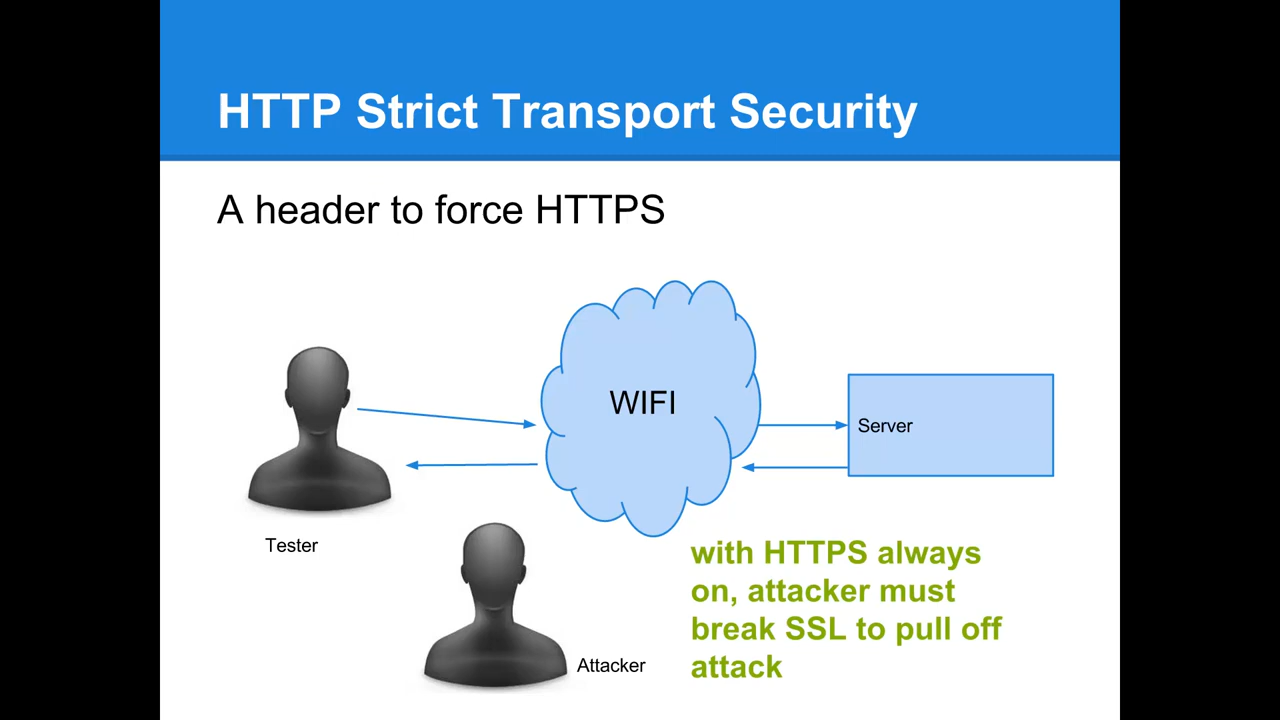 HTTP Strict Transport Security
A header to force HTTPS
WIFI
Server
Tester
with HTTPS always
on, attacker must
break SSL to pull off
attack
Attacker